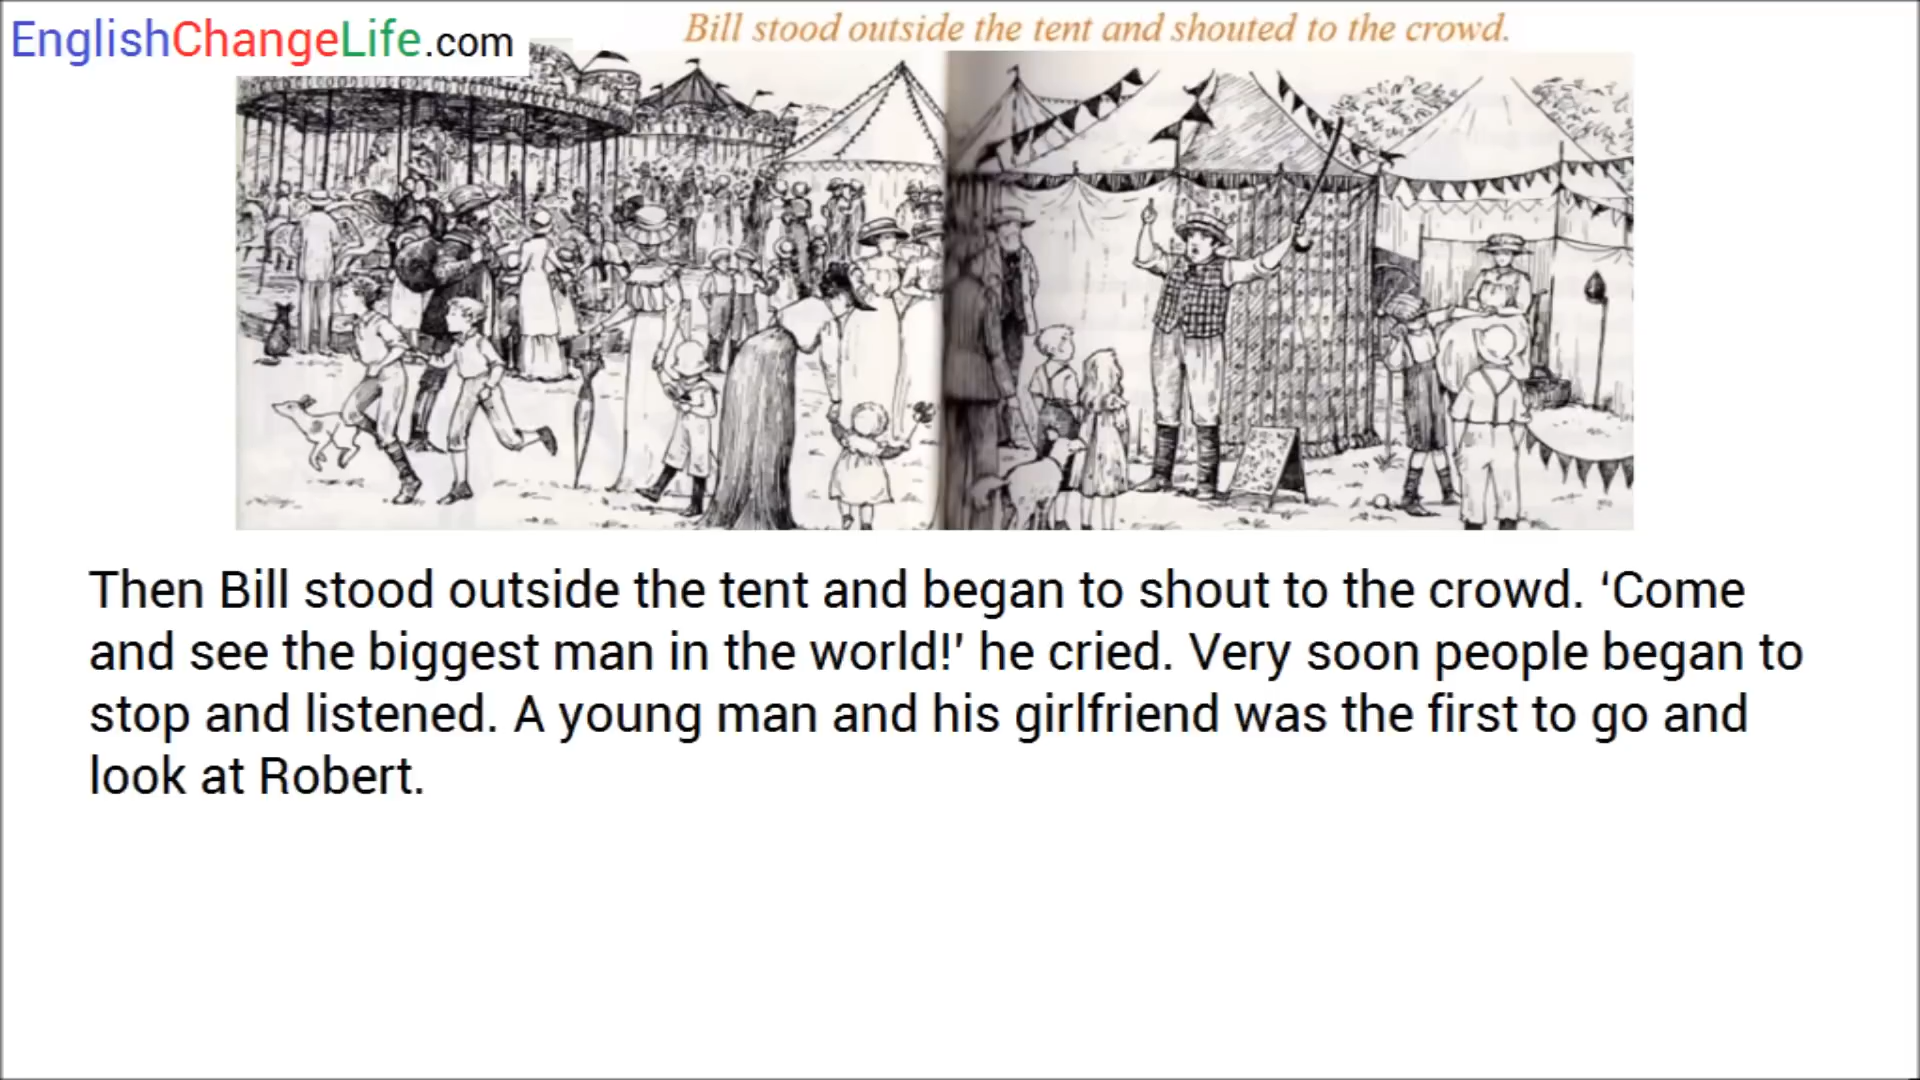 EnglishChangeLife.com
Bill stood outside the tent and shouted to the crowd.
Then Bill stood outside the tent and began to shout to the crowd. ‘Come
and see the biggest man in the world!’ he cried. Very soon people began to
stop and listened. A young man and his girlfriend was the first to go and
look at Robert.